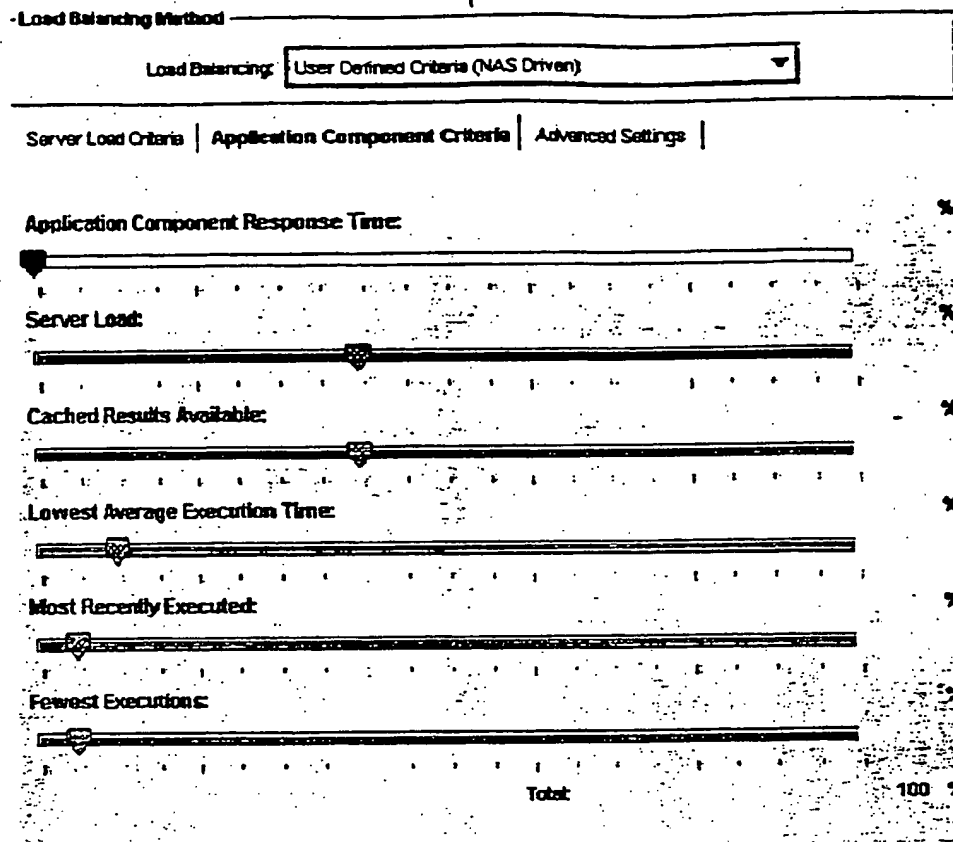 Load Balancing Method
Load Balancing: User Defined Criteria (NAS Driven)
Server Load Criteria | Application Component Criteria | Advanced Settings |
Application Component Response Time: %
Server Load: %
Cached Results Available: %
Lowest Average Execution Time: %
Most Recently Executed: %
Fewest Executions:
Total: 100 %